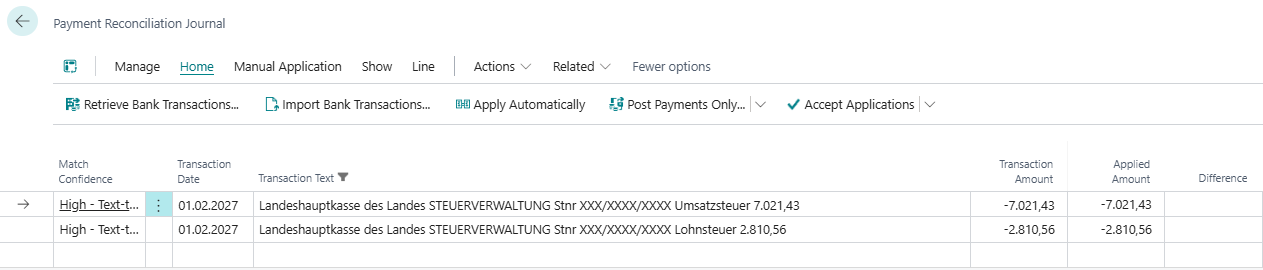 Payment Reconciliation Journal
Manage Home Manual Application Show Line Actions Related Fewer options
Retrieve Bank Transactions... Import Bank Transactions... Apply Automatically Post Payments Only... Accept Applications
Match Confidence Transaction Date Transaction Text Transaction Amount Applied Amount Difference
High - Text-t... 01.02.2027 Landeshauptkasse des Landes STEUERVERWALTUNG Stnr XXX/XXXX/XXXX Umsatzsteuer 7.021,43 -7.021,43 -7.021,43
High - Text-t... 01.02.2027 Landeshauptkasse des Landes STEUERVERWALTUNG Stnr XXX/XXXX/XXXX Lohnsteuer 2.810,56 -2.810,56 -2.810,56